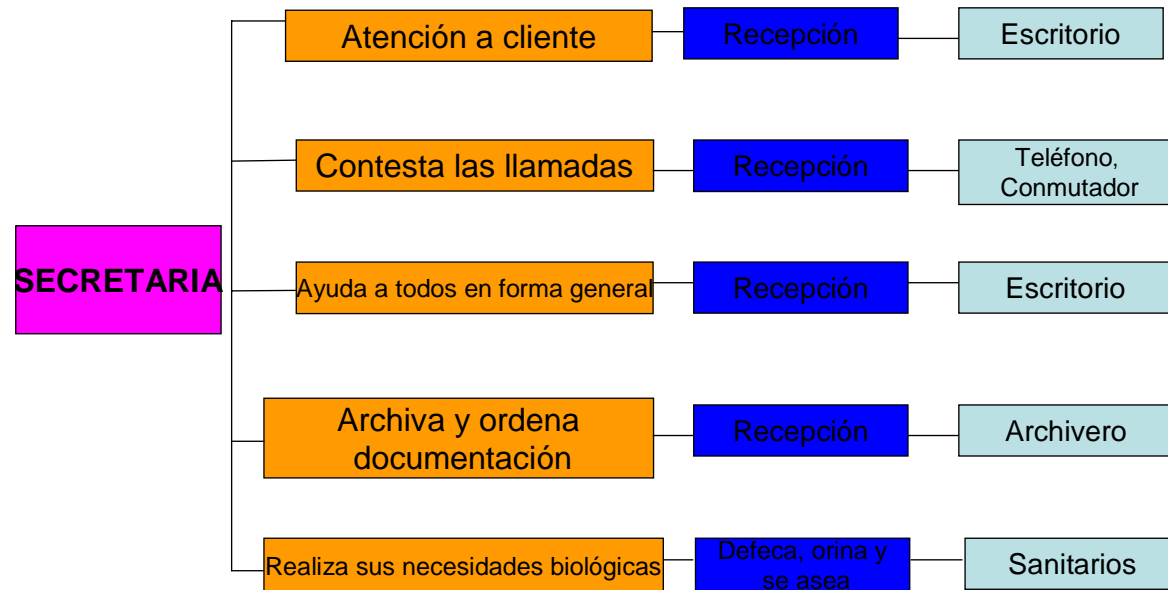 Atención a cliente
Recepción
Escritorio
Contesta las llamadas
Recepción
Teléfono,
Conmutador
SECRETARIA
Ayuda a todos en forma general
Recepción
Escritorio
Archiva y ordena
documentación
Recepción
Archivero
Realiza sus necesidades biológicas
Defeca, orina y
se asea
Sanitarios